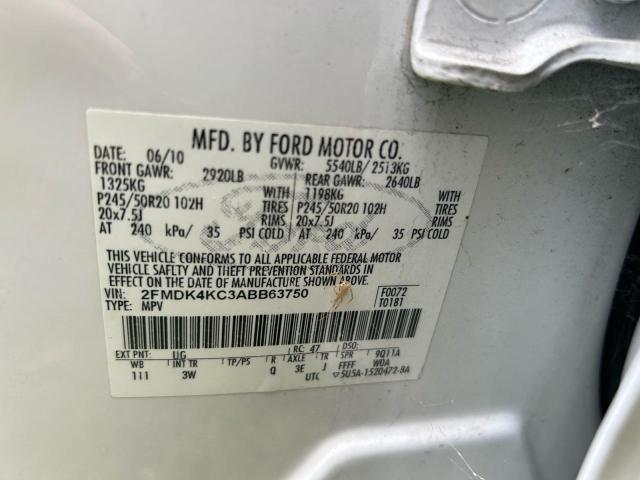 MFD. BY FORD MOTOR CO.
DATE: 06/10 GVWR: 5540LB/ 2513KG
FRONT GAWR: 2920LB REAR GAWR: 2640LB
1325KG 1198KG
P245/50R20 102H TIRES P245/50R20 102H TIRES
20x7.5J RIMS 20x7.5J RIMS
AT 240 kPa/ 35 PSI COLD AT 240 kPa/ 35 PSI COLD
THIS VEHICLE CONFORMS TO ALL APPLICABLE FEDERAL MOTOR
VEHICLE SAFETY AND THEFT PREVENTION STANDARDS IN
EFFECT ON THE DATE OF MANUFACTURE SHOWN ABOVE.
VIN: 2FMDK4KC3ABB63750 F0072
TYPE: MPV T0181
EXT PNT: UG RC: 47 DSO:
WB INT TR TP/PS R AXLE TR SPR 9Q11A
111 3W Q 3E J FFFF W0A
UTC 5U5A-1520472-BA